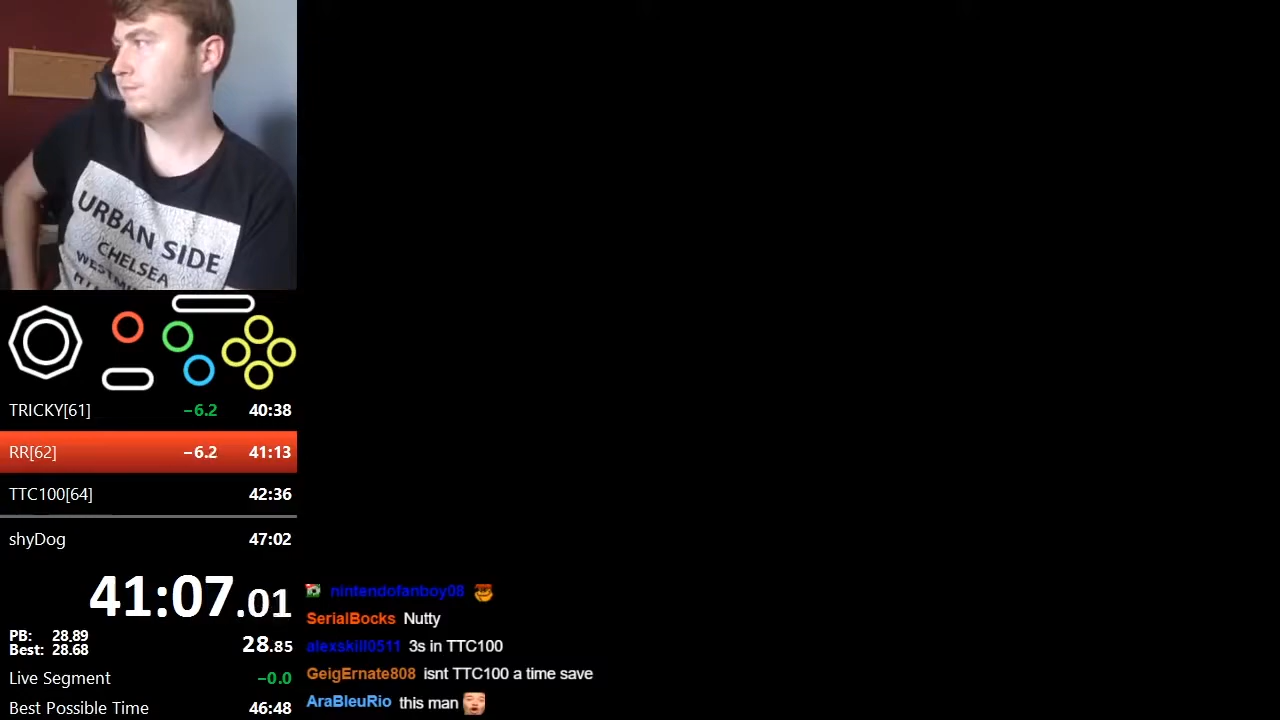 URBAN SIDE
CHELSEA
TRICKY[61] −6.2 40:38
RR[62] −6.2 41:13
TTC100[64] 42:36
shyDog 47:02
41:07.01
PB: 28.89
Best: 28.68
28.85
Live Segment −0.0
Best Possible Time 46:48
nintendofanboy08
SerialBocks Nutty
alexskill0511 3s in TTC100
GeigErnate808 isnt TTC100 a time save
AraBleuRio this man